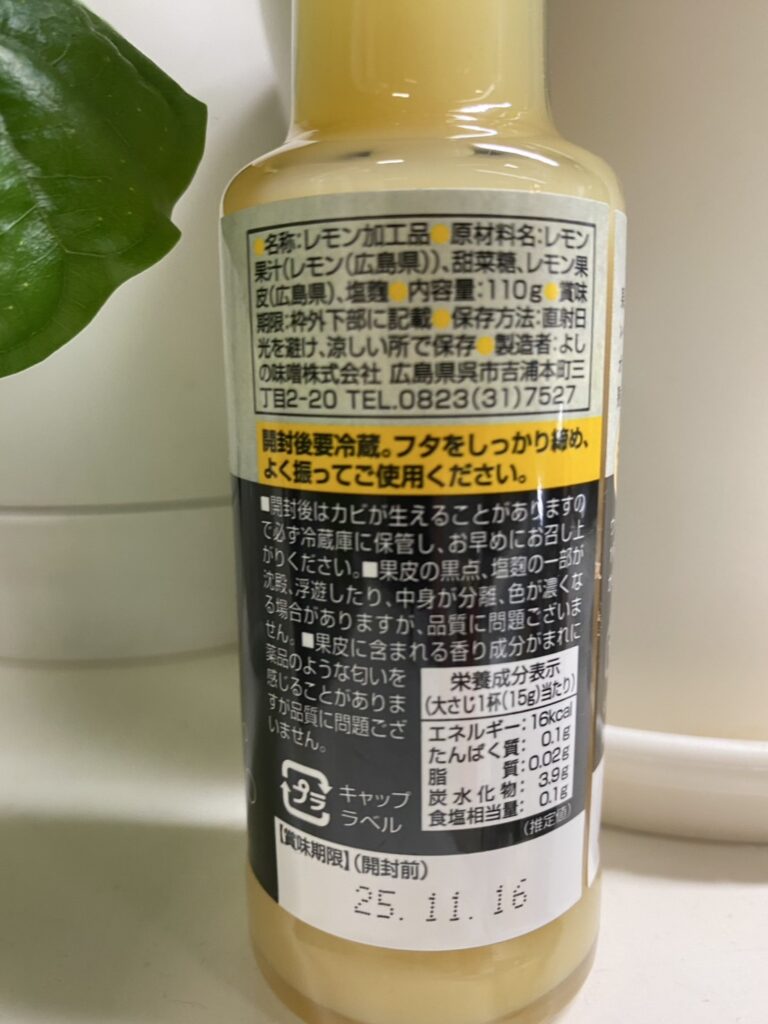 ●名称:レモン加工品●原材料名:レモン
果汁(レモン(広島県))、甜菜糖、レモン果
皮(広島県)、塩麹●内容量:110g●賞味
期限:枠外下部に記載●保存方法:直射日
光を避け、涼しい所で保存●製造者:よし
の味噌株式会社 広島県呉市吉浦本町三
丁目2-20 TEL.0823(31)7527
開封後要冷蔵。フタをしっかり締め、
よく振ってご使用ください。
■開封後はカビが生えることがありますの
で必ず冷蔵庫に保管し、お早めにお召し上
がりください。■果皮の黒点、塩麹の一部が
沈殿、浮遊したり、中身が分離、色が濃くな
る場合がありますが、品質に問題ございま
せん。■果皮に含まれる香り成分がまれに
薬品のような匂いを
感じることがありま
すが品質に問題ござ
いません。
栄養成分表示
(大さじ1杯(15g)当たり)
エネルギー:16kcal
たんぱく質: 0.1g
脂質:0.02g
炭水化物: 3.9g
食塩相当量: 0.1g
(推定値)
プラ
キャップ
ラベル
【賞味期限】(開封前)
25.11.16